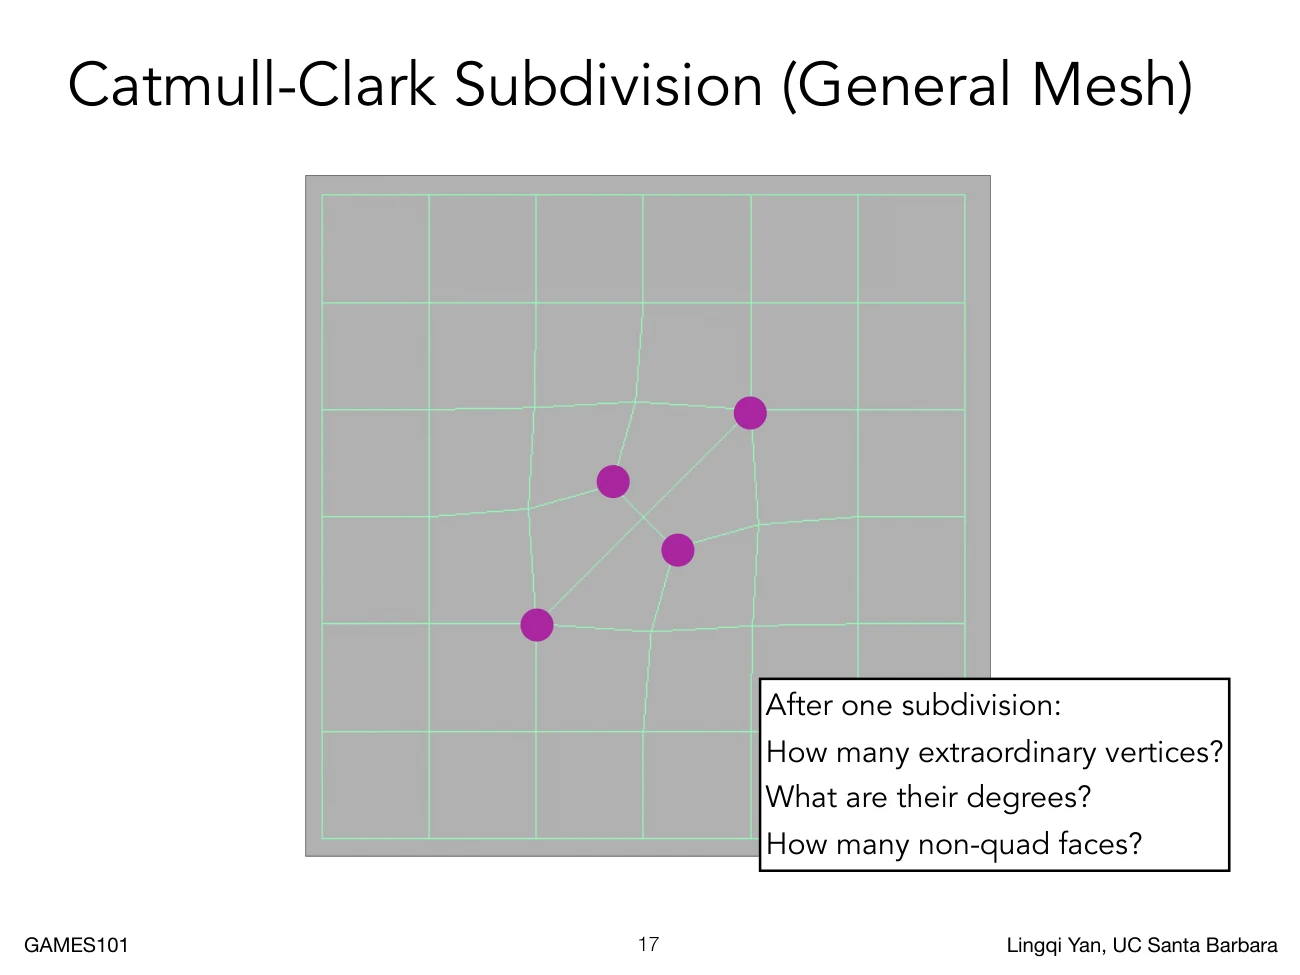 Catmull-Clark Subdivision (General Mesh)
After one subdivision:
How many extraordinary vertices?
What are their degrees?
How many non-quad faces?
GAMES101
17
Lingqi Yan, UC Santa Barbara